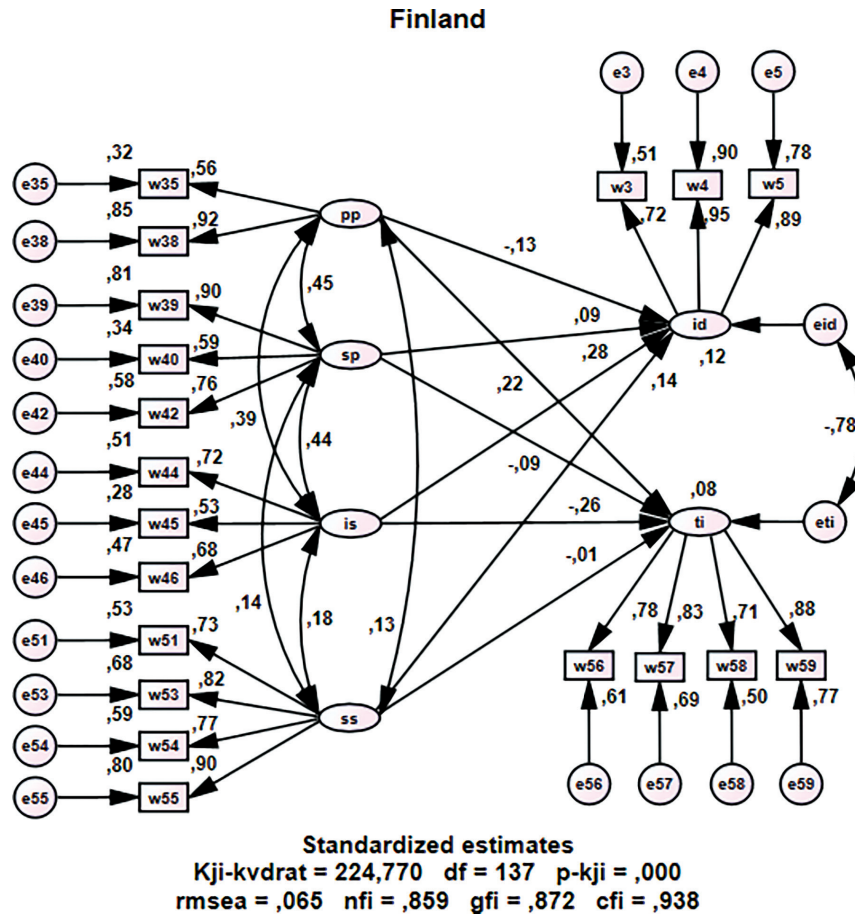 Finland
e3 e4 e5
,32 ,51 ,90 ,78
e35 w35 ,56 w3 w4 w5
,85 pp ,72 ,95 ,89
e38 w38 ,92
,81 -,13
e39 w39 ,90 ,45
,34 ,09 id eid
e40 w40 ,59 sp ,28 ,12
,58 ,22 ,14
e42 w42 ,76
,51 ,39 ,44 -,09 -,78
e44 w44 ,72
,28 ,08
e45 w45 ,53 is -,26 ti eti
,47 -,01
e46 w46 ,68
,53 ,14 ,18 ,13 ,78 ,83 ,71 ,88
e51 w51 ,73
,68 w56 w57 w58 w59
e53 w53 ,82 ,61 ,69 ,50 ,77
,59 ss
e54 w54 ,77
,80
e55 w55 ,90 e56 e57 e58 e59
Standardized estimates
Kji-kvdrat = 224,770 df = 137 p-kji = ,000
rmsea = ,065 nfi = ,859 gfi = ,872 cfi = ,938